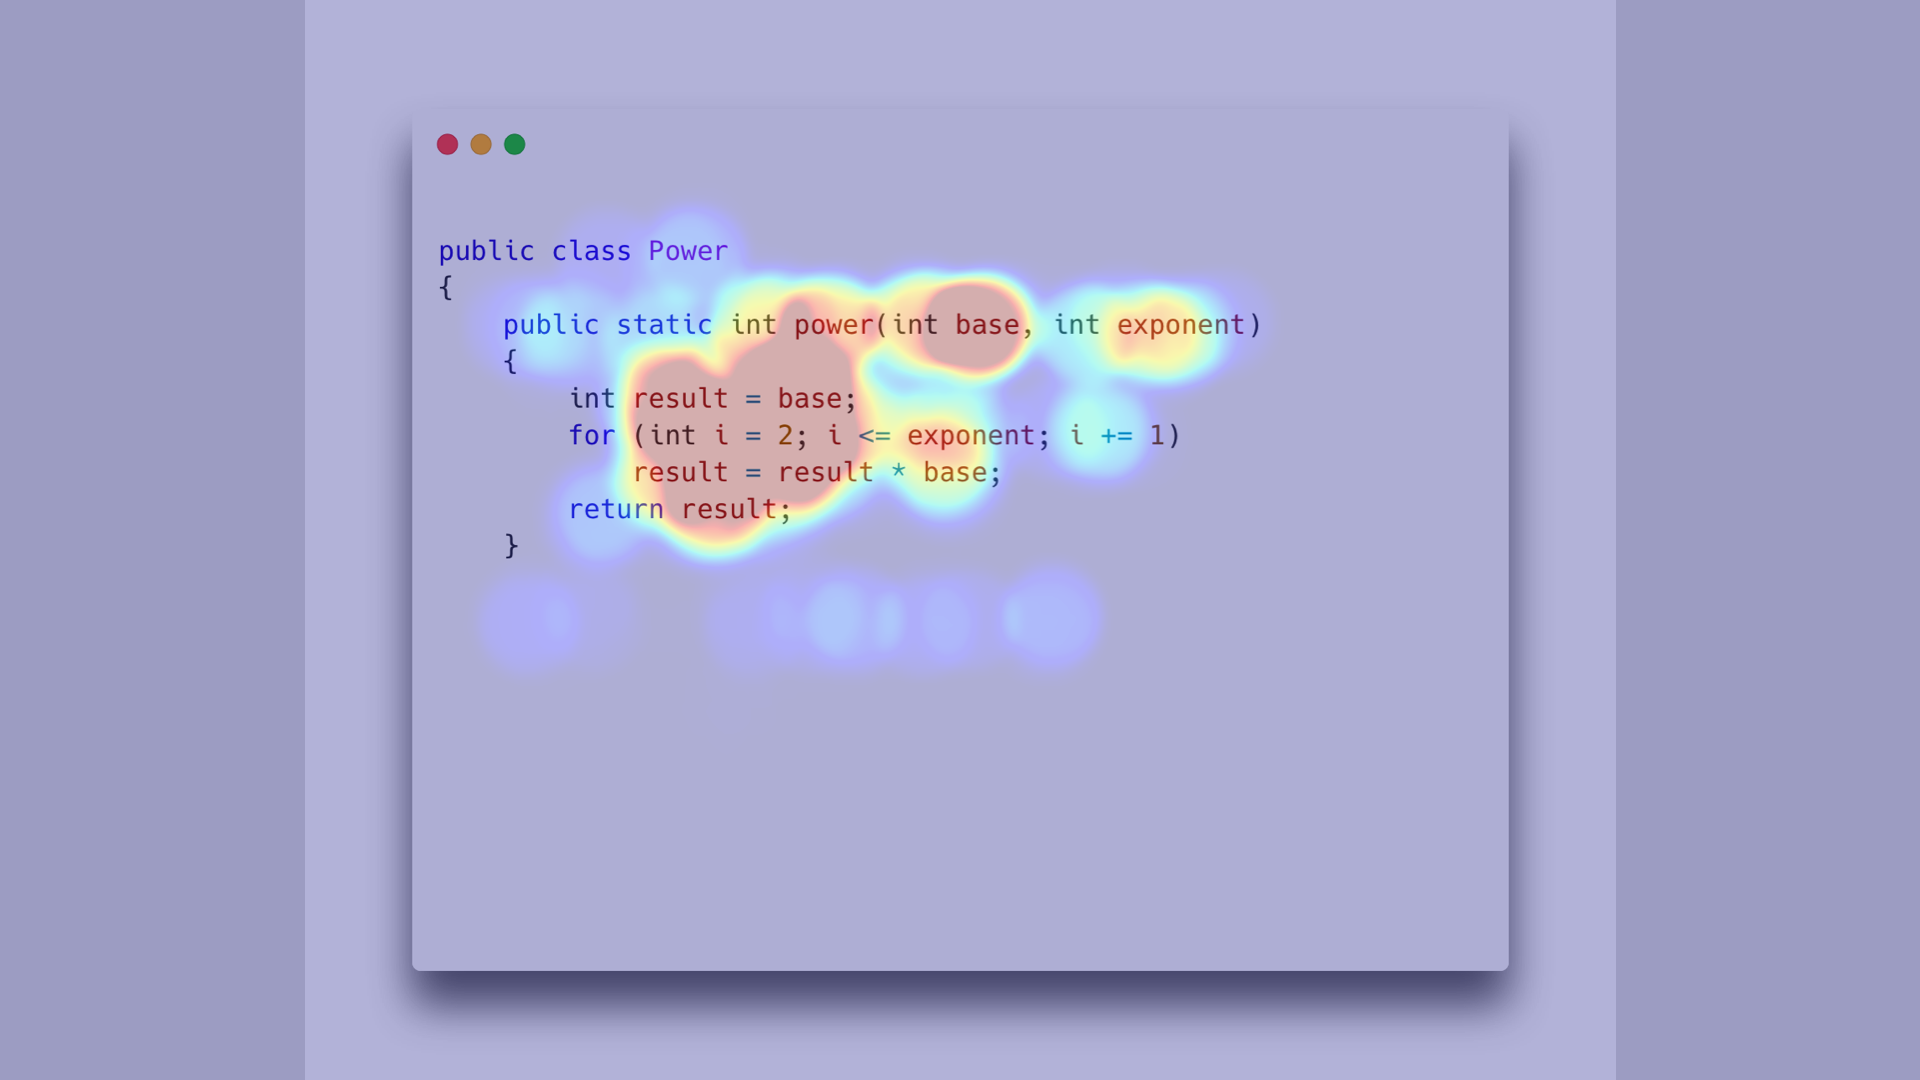 public class Power
{
    public static int power(int base, int exponent)
    {
        int result = base;
        for (int i = 2; i <= exponent; i += 1)
            result = result * base;
        return result;
    }